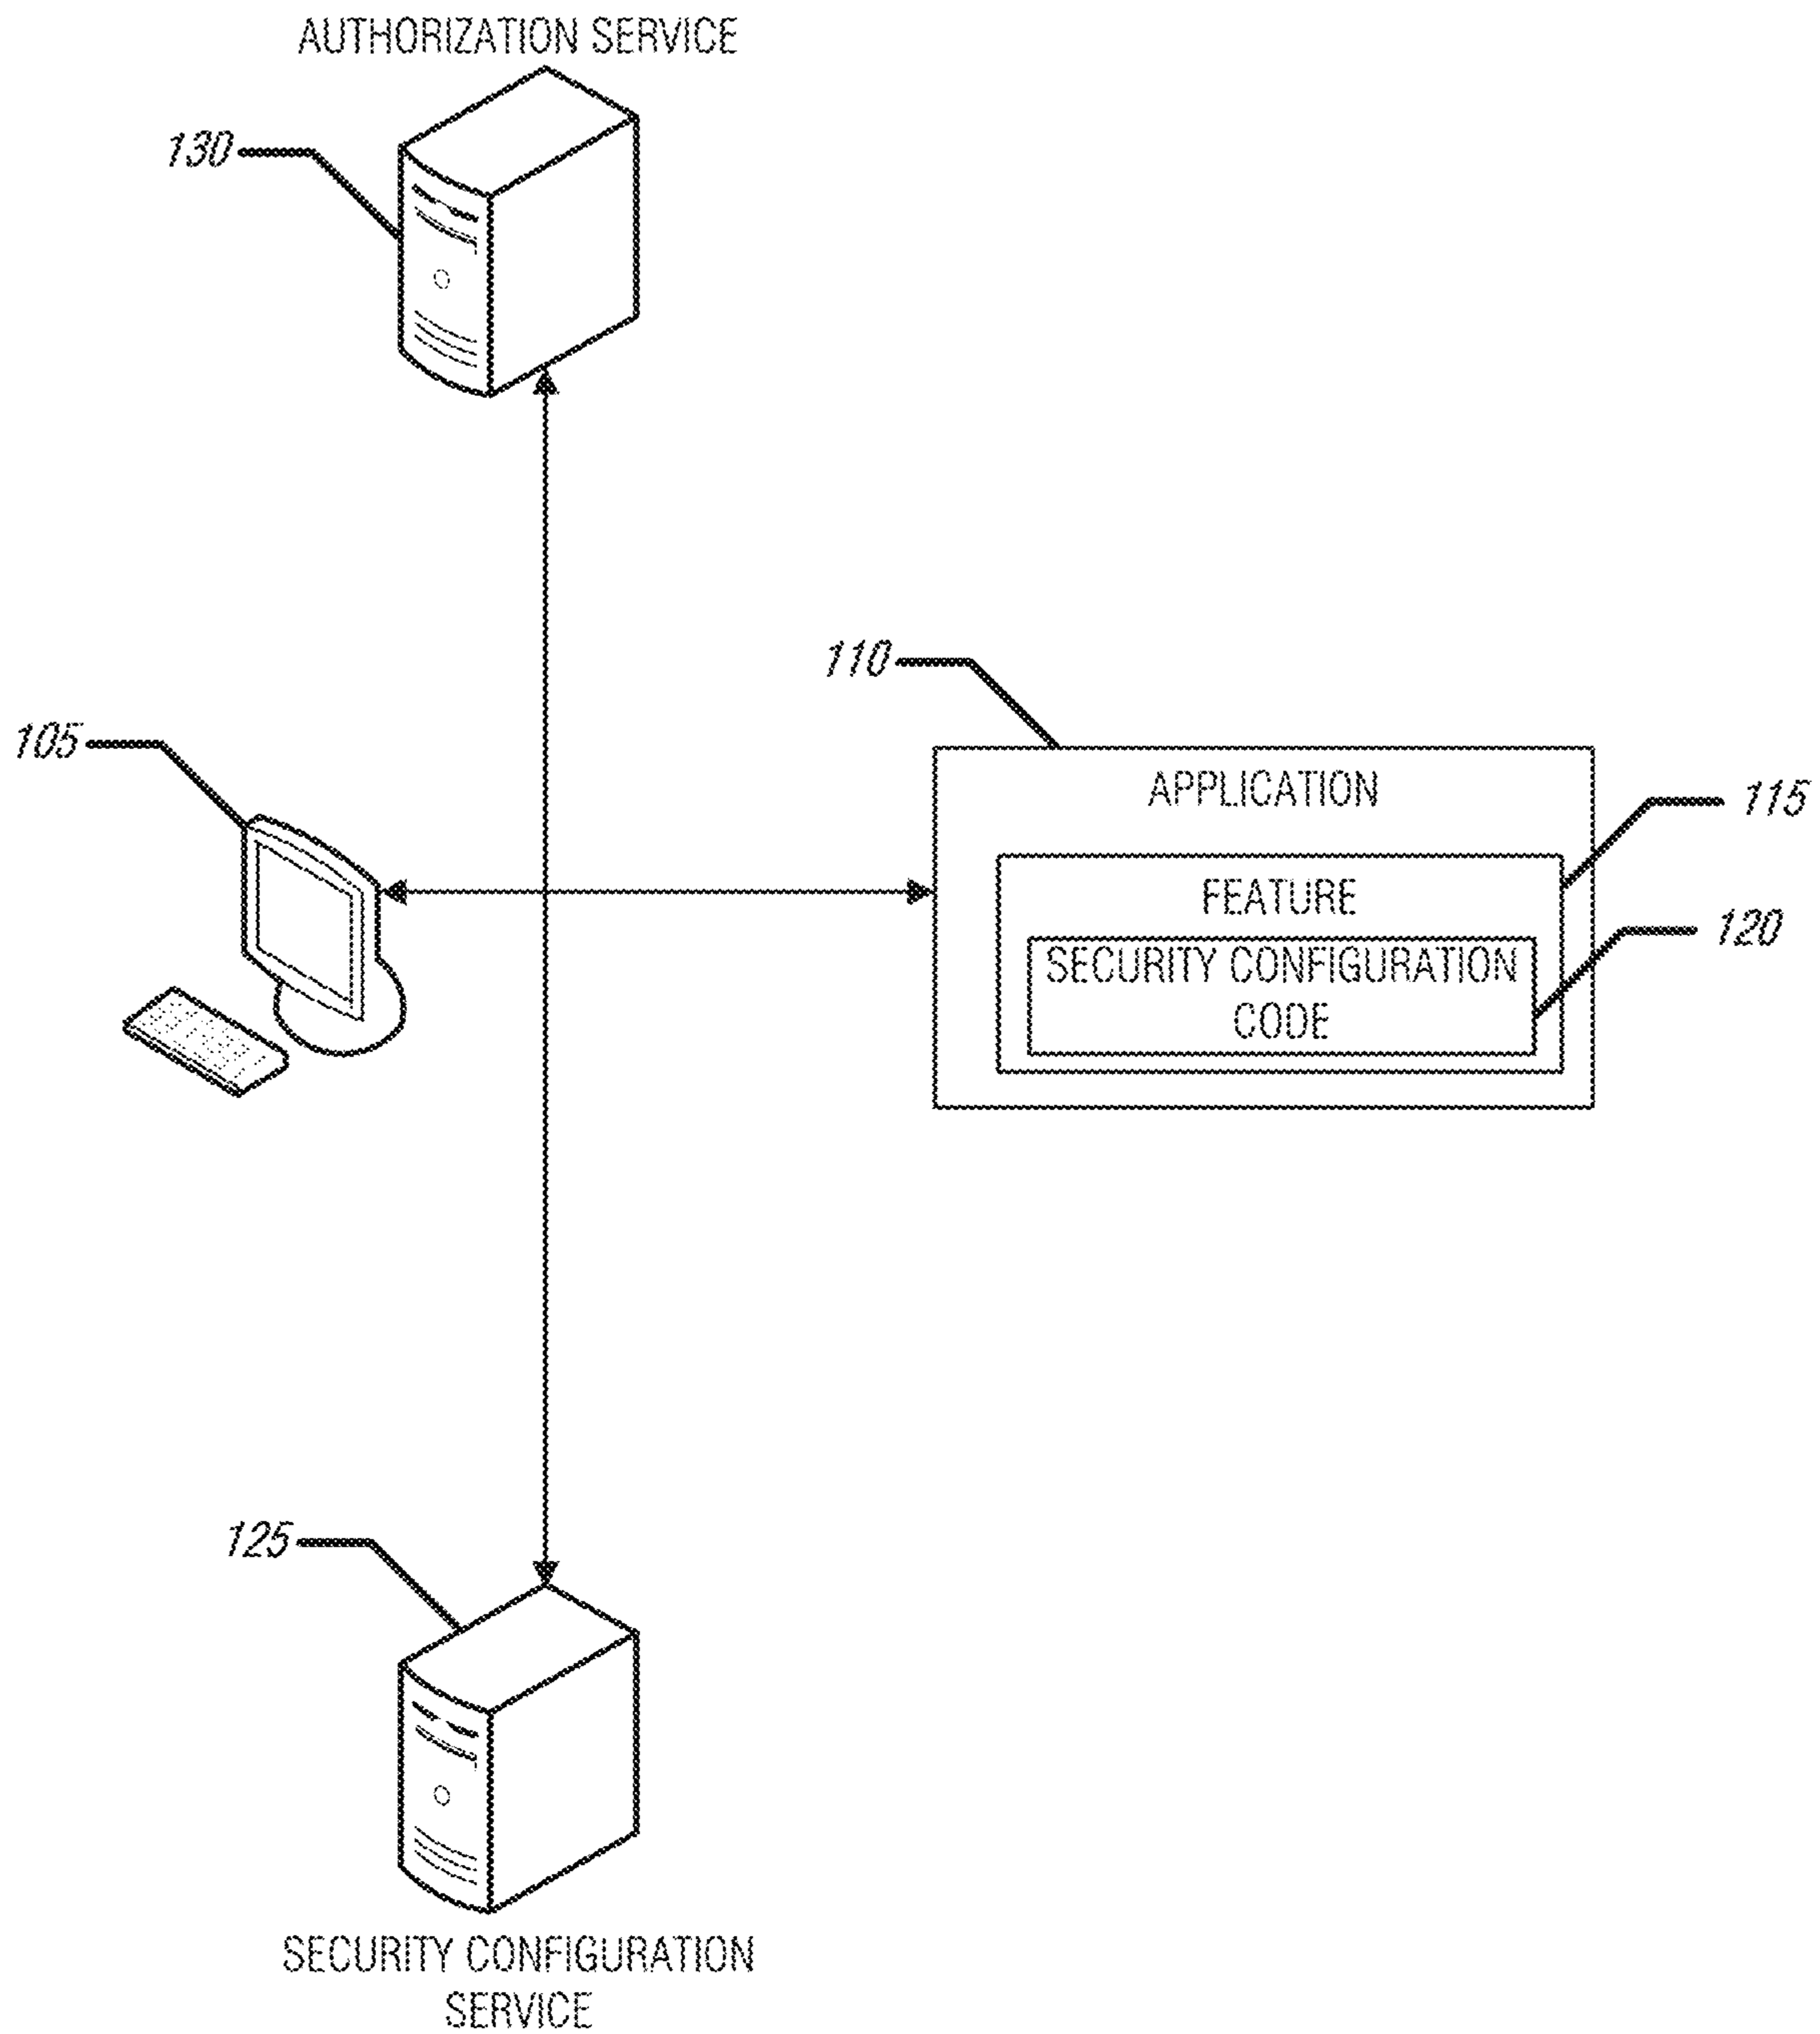 AUTHORIZATION SERVICE
130
110
105
APPLICATION
115
FEATURE
120
SECURITY CONFIGURATION
CODE
125
SECURITY CONFIGURATION
SERVICE